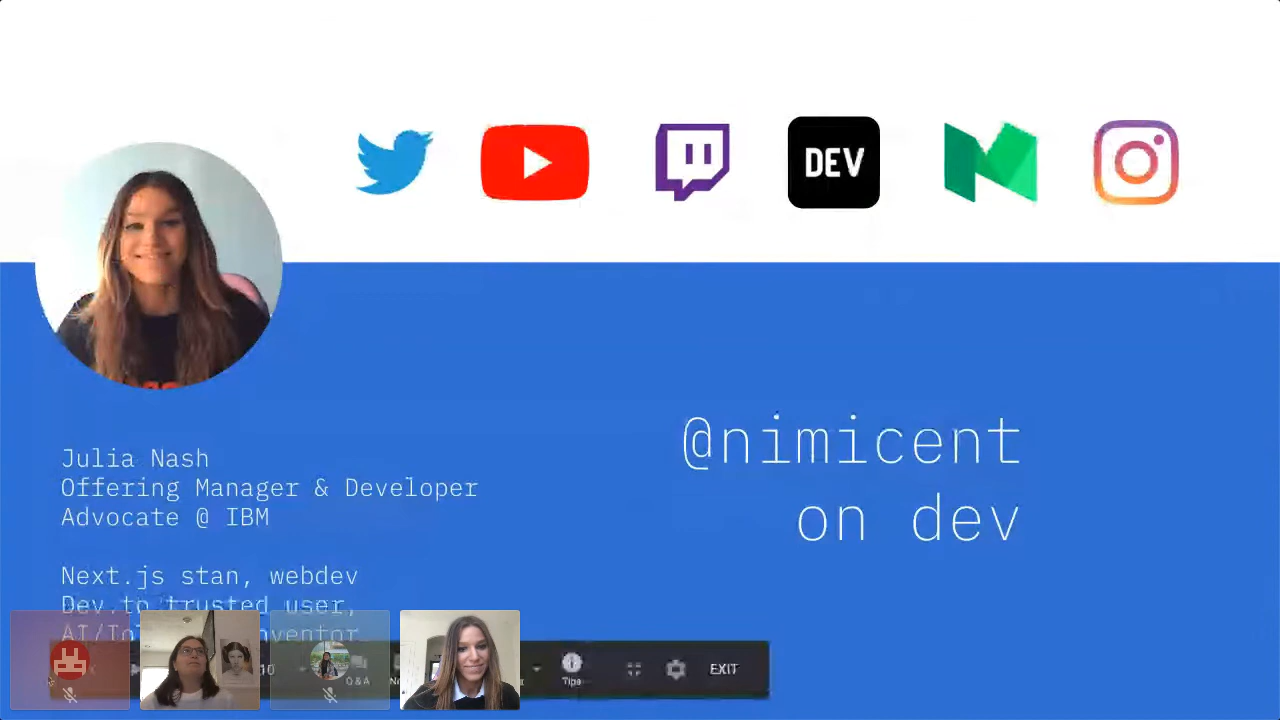 DEV
@nimicent
on dev
Julia Nash
Offering Manager & Developer
Advocate @ IBM
Next.js stan, webdev
Dev.to trusted user,
Q&A
Tips
EXIT